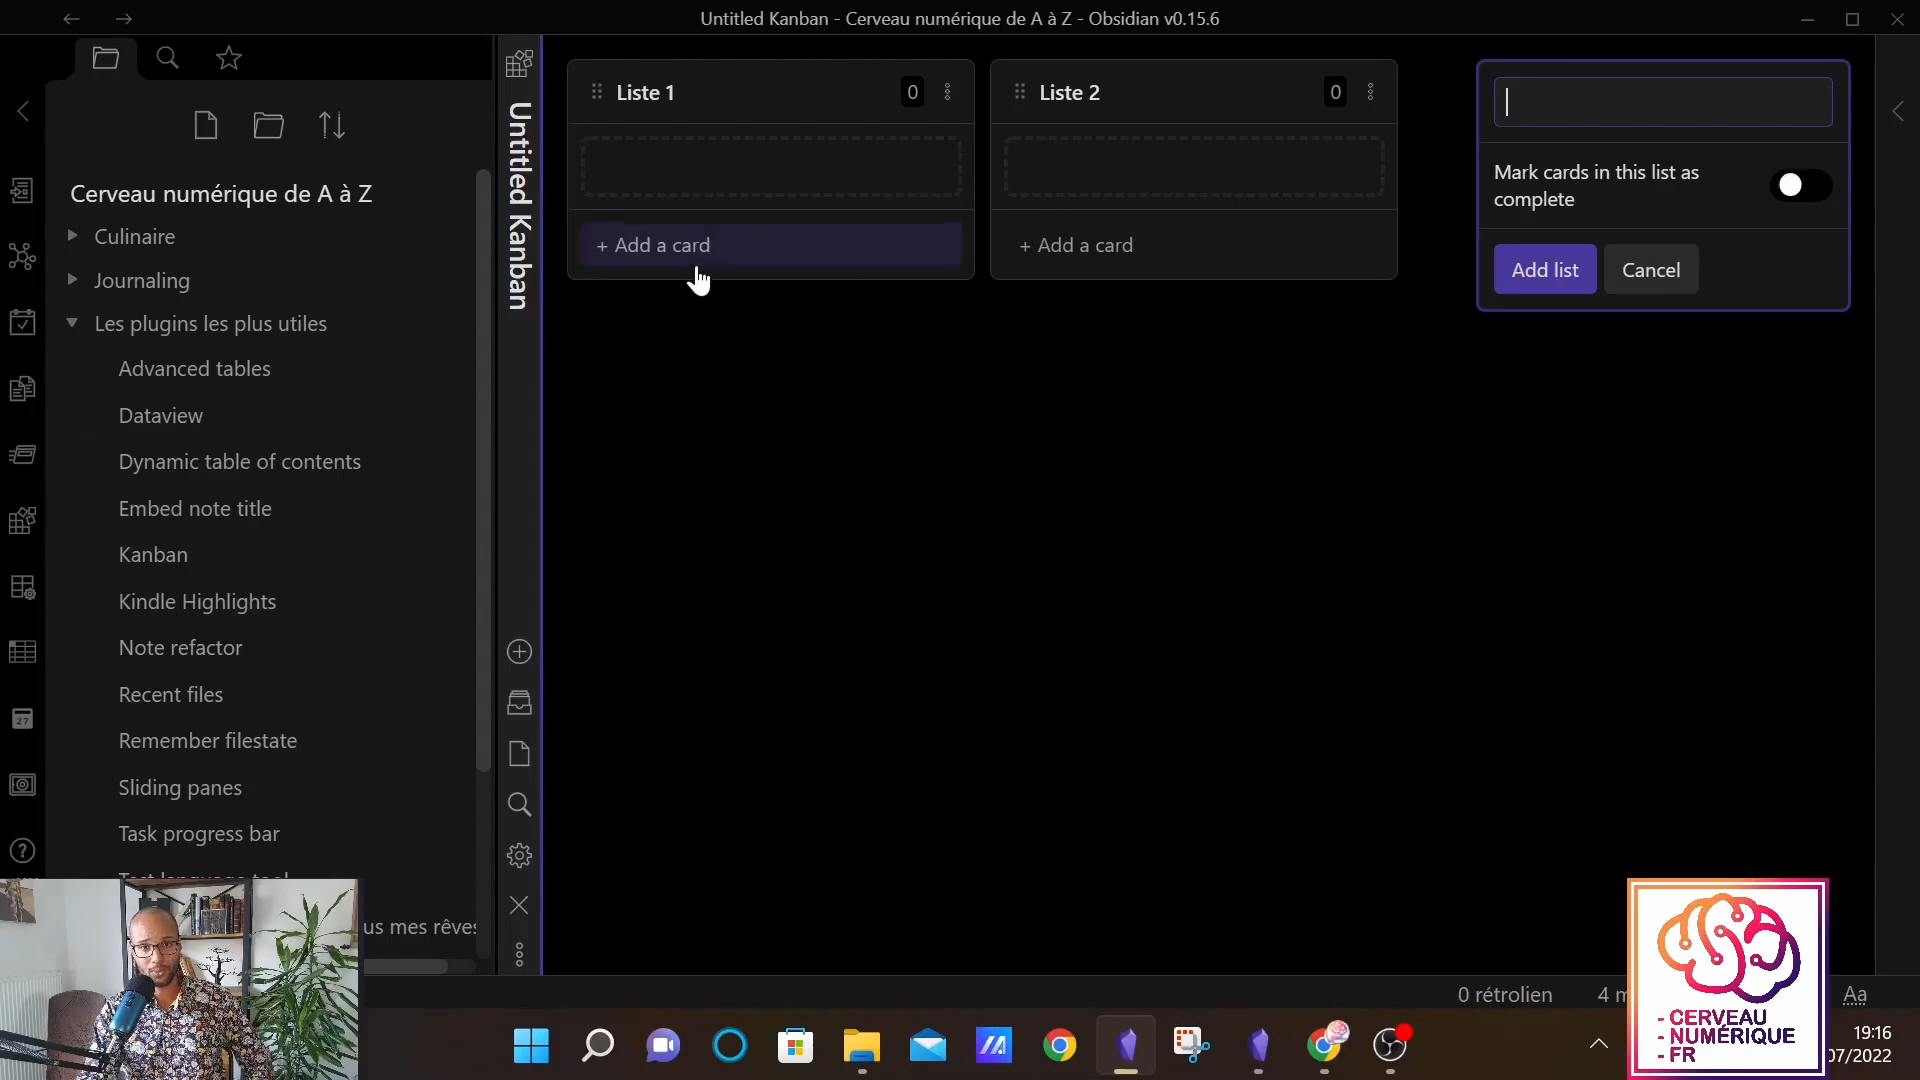 Untitled Kanban - Cerveau numérique de A à Z - Obsidian v0.15.6
Cerveau numérique de A à Z
Culinaire
Journaling
Les plugins les plus utiles
Advanced tables
Dataview
Dynamic table of contents
Embed note title
Kanban
Kindle Highlights
Note refactor
Recent files
Remember filestate
Sliding panes
Task progress bar
us mes rêves
27
Untitled Kanban
Liste 1
0
+ Add a card
Liste 2
0
+ Add a card
Mark cards in this list as
complete
Add list
Cancel
0 rétrolien
4 m
Aa
- CERVEAU
- NUMÉRIQUE
- FR
19:16
07/2022